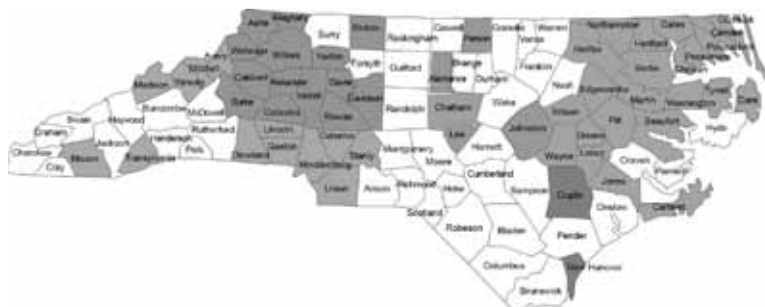 Ashe
Alleghany
Surry
Stokes
Rockingham
Caswell
Person
Granville
Vance
Warren
Northampton
Gates
Camden
Halifax
Hertford
Watauga
Wilkes
Yadkin
Forsyth
Guilford
Alamance
Orange
Durham
Franklin
Nash
Bertie
Avery
Mitchell
Caldwell
Alexander
Davie
Davidson
Randolph
Chatham
Wake
Edgecombe
Martin
Washington
Tyrrell
Dare
Madison
Yancey
Burke
Iredell
Rowan
Wilson
Pitt
Beaufort
Hyde
Buncombe
McDowell
Catawba
Lincoln
Lee
Johnston
Greene
Swain
Haywood
Rutherford
Cleveland
Gaston
Cabarrus
Stanly
Montgomery
Moore
Harnett
Wayne
Lenoir
Craven
Pamlico
Graham
Jackson
Henderson
Polk
Mecklenburg
Cherokee
Macon
Transylvania
Clay
Union
Anson
Richmond
Hoke
Cumberland
Sampson
Duplin
Jones
Carteret
Onslow
Scotland
Robeson
Bladen
Pender
Columbus
New Hanover
Brunswick